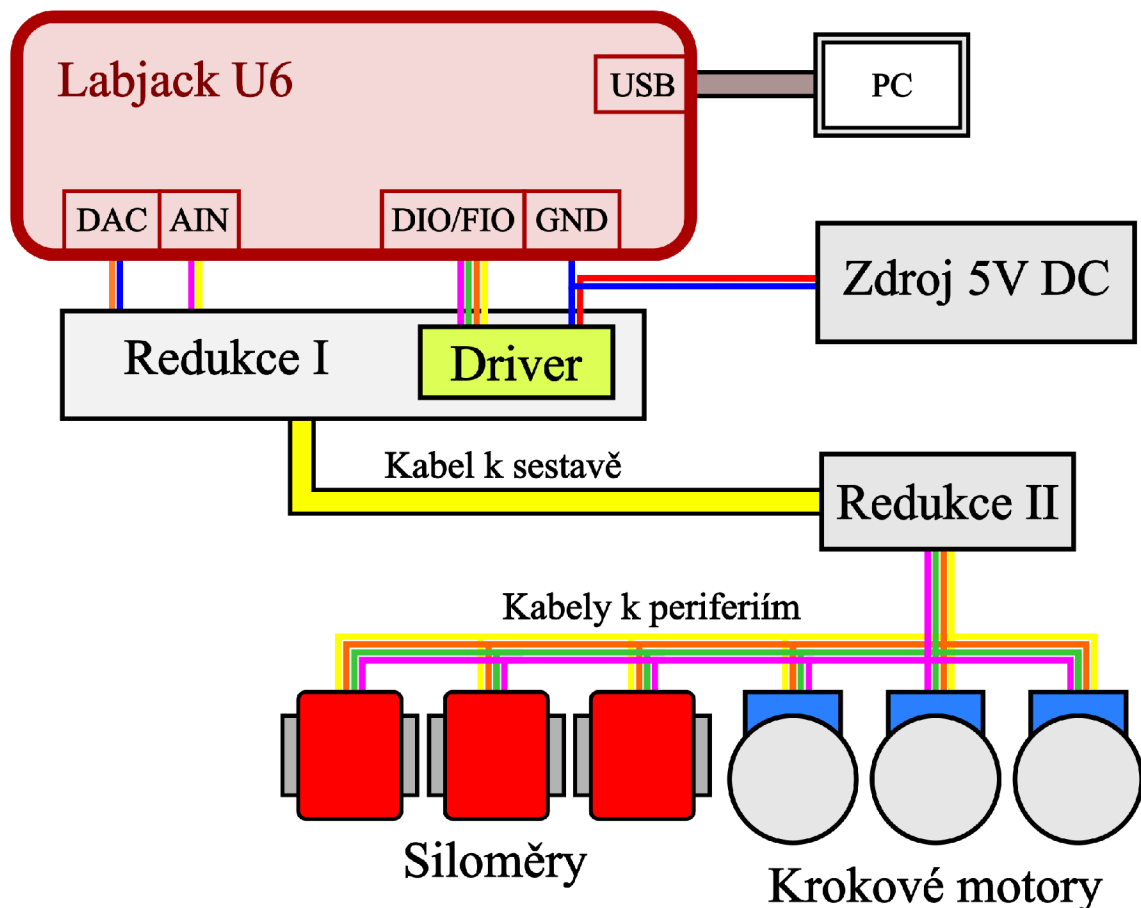 Labjack U6
USB
PC
DAC
AIN
DIO/FIO
GND
Zdroj 5V DC
Redukce I
Driver
Kabel k sestavě
Redukce II
Kabely k periferiím
Siloměry
Krokové motory